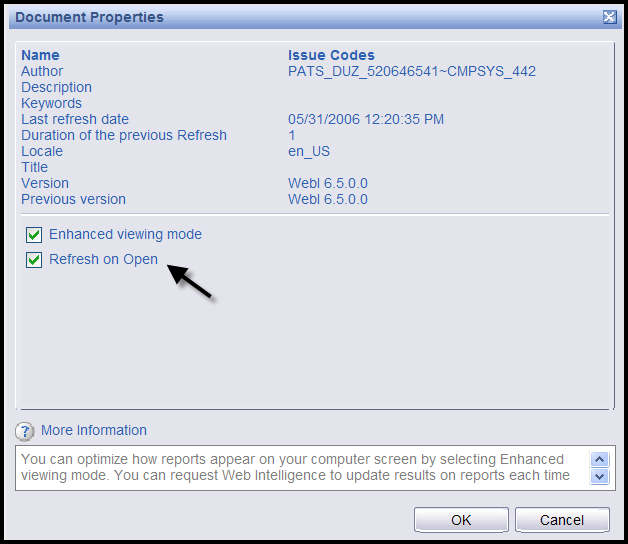 Document Properties
Name Issue Codes
Author PATS_DUZ_520646541~CMPSYS_442
Description
Keywords
Last refresh date 05/31/2006 12:20:35 PM
Duration of the previous Refresh 1
Locale en_US
Title
Version WebI 6.5.0.0
Previous version WebI 6.5.0.0
Enhanced viewing mode
Refresh on Open
? More Information
You can optimize how reports appear on your computer screen by selecting Enhanced
viewing mode. You can request Web Intelligence to update results on reports each time
OK Cancel